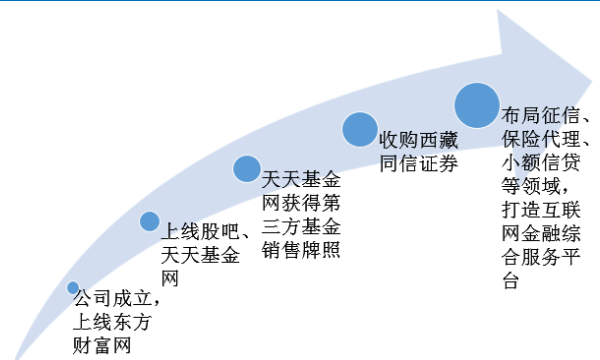 公司成立，
上线东方
财富网
上线股吧、
天天基金
网
天天基金
网获得第
三方基金
销售牌照
收购西藏
同信证券
布局征信、
保险代理、
小额信贷
等领域，
打造互联
网金融综
合服务平
台